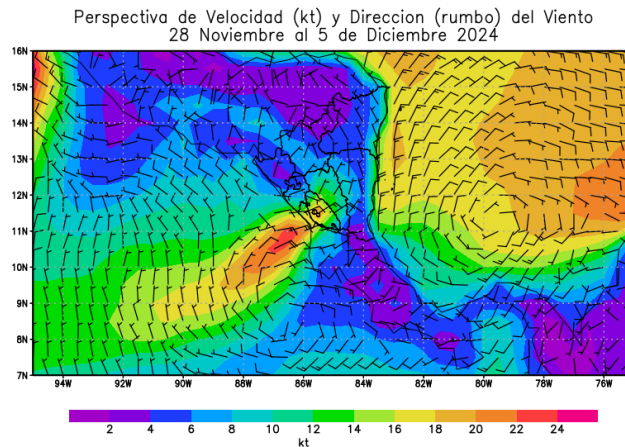 Perspectiva de Velocidad (kt) y Direccion (rumbo) del Viento
28 Noviembre al 5 de Diciembre 2024
16N
15N
14N
13N
12N
11N
10N
9N
8N
7N
94W 92W 90W 88W 86W 84W 82W 80W 78W 76W
2 4 6 8 10 12 14 16 18 20 22 24
kt